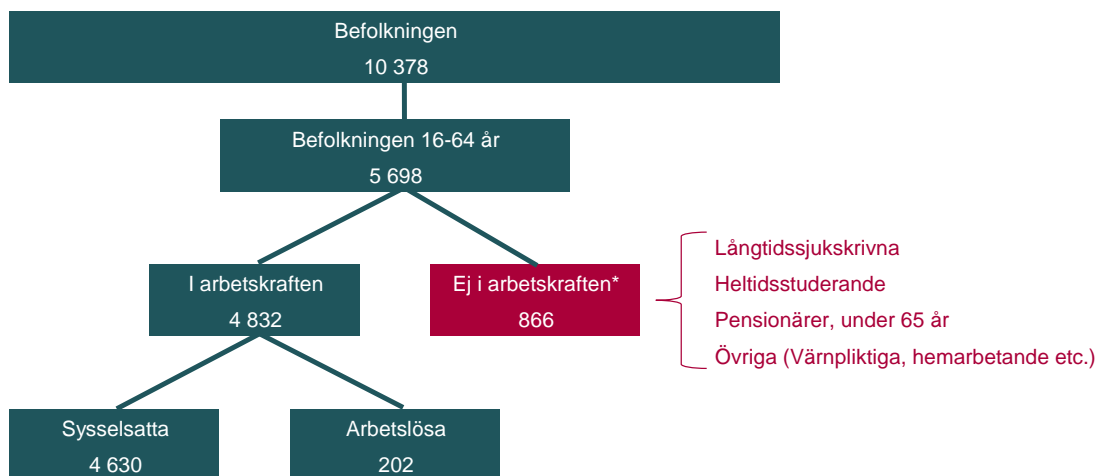 Befolkningen
10 378
Befolkningen 16-64 år
5 698
I arbetskraften
4 832
Ej i arbetskraften*
866
Långtidssjukskrivna
Heltidsstuderande
Pensionärer, under 65 år
Övriga (Värnpliktiga, hemarbetande etc.)
Sysselsatta
4 630
Arbetslösa
202